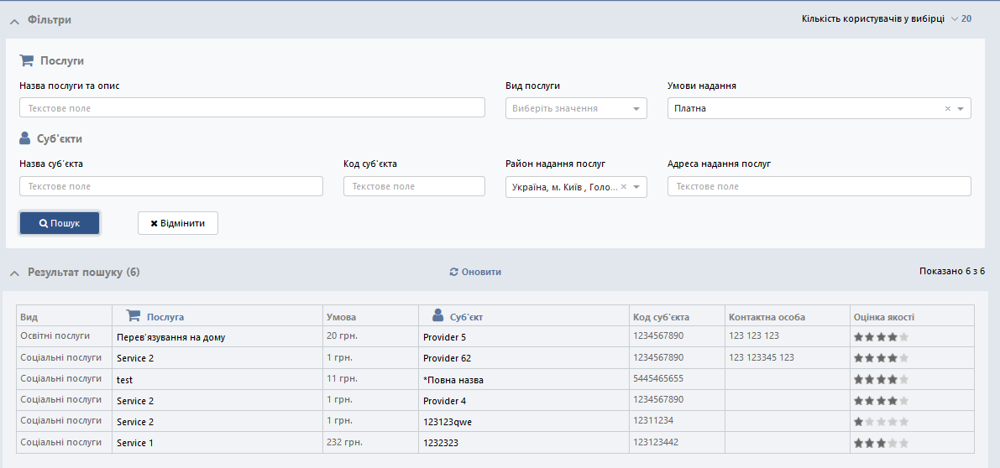 Фільтри Кількість користувачів у вибірці 20
Послуги
Назва послуги та опис Вид послуги Умови надання
Текстове поле Виберіть значення Платна ×
Суб'єкти
Назва суб'єкта Код суб'єкта Район надання послуг Адреса надання послуг
Текстове поле Текстове поле Україна, м. Київ , Голо... × Текстове поле
Пошук Відмінити
Результат пошуку (6) Оновити Показано 6 з 6
Вид Послуга Умова Суб'єкт Код суб'єкта Контактна особа Оцінка якості
Освітні послуги Перев'язування на дому 20 грн. Provider 5 1234567890 123 123 123
Соціальні послуги Service 2 1 грн. Provider 62 1234567890 123 123345 123
Соціальні послуги test 11 грн. *Повна назва 5445465655
Соціальні послуги Service 2 1 грн. Provider 4 1234567890
Соціальні послуги Service 2 1 грн. 123123qwe 12311234
Соціальні послуги Service 1 232 грн. 1232323 123123442